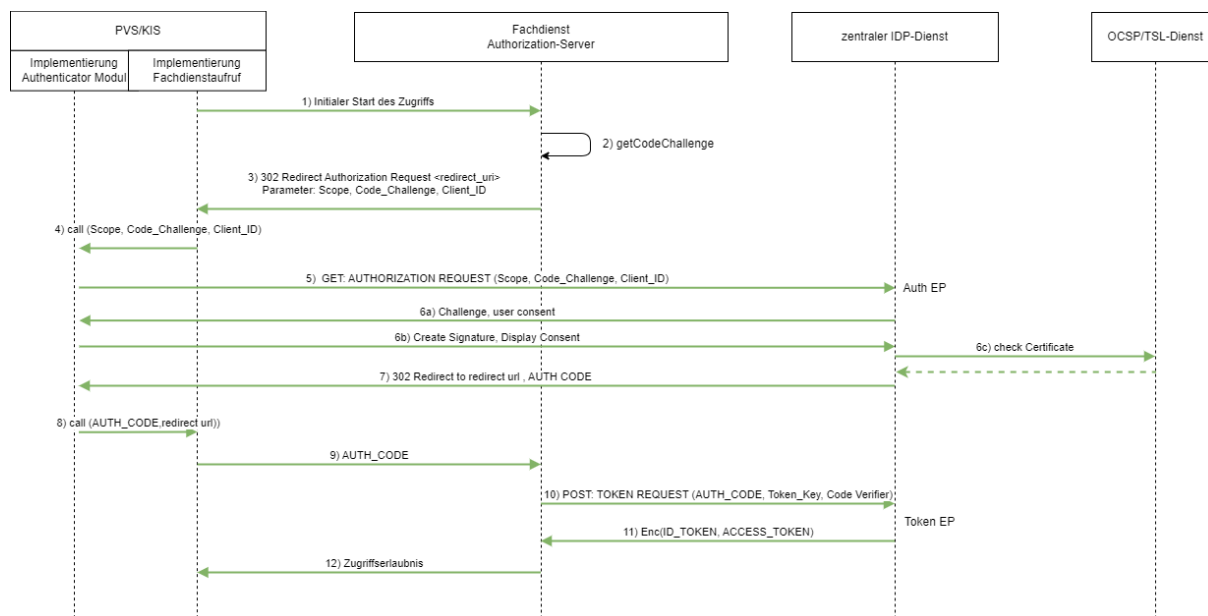 PVS/KIS
Fachdienst
Authorization-Server
zentraler IDP-Dienst
OCSP/TSL-Dienst
Implementierung
Authenticator Modul
Implementierung
Fachdienstaufruf
1) Initialer Start des Zugriffs
2) getCodeChallenge
3) 302 Redirect Authorization Request <redirect_uri>
Parameter: Scope, Code_Challenge, Client_ID
4) call (Scope, Code_Challenge, Client_ID)
5) GET: AUTHORIZATION REQUEST (Scope, Code_Challenge, Client_ID)
Auth EP
6a) Challenge, user consent
6b) Create Signature, Display Consent
6c) check Certificate
7) 302 Redirect to redirect url , AUTH CODE
8) call (AUTH_CODE,redirect url))
9) AUTH_CODE
10) POST: TOKEN REQUEST (AUTH_CODE, Token_Key, Code Verifier)
Token EP
11) Enc(ID_TOKEN, ACCESS_TOKEN)
12) Zugriffserlaubnis